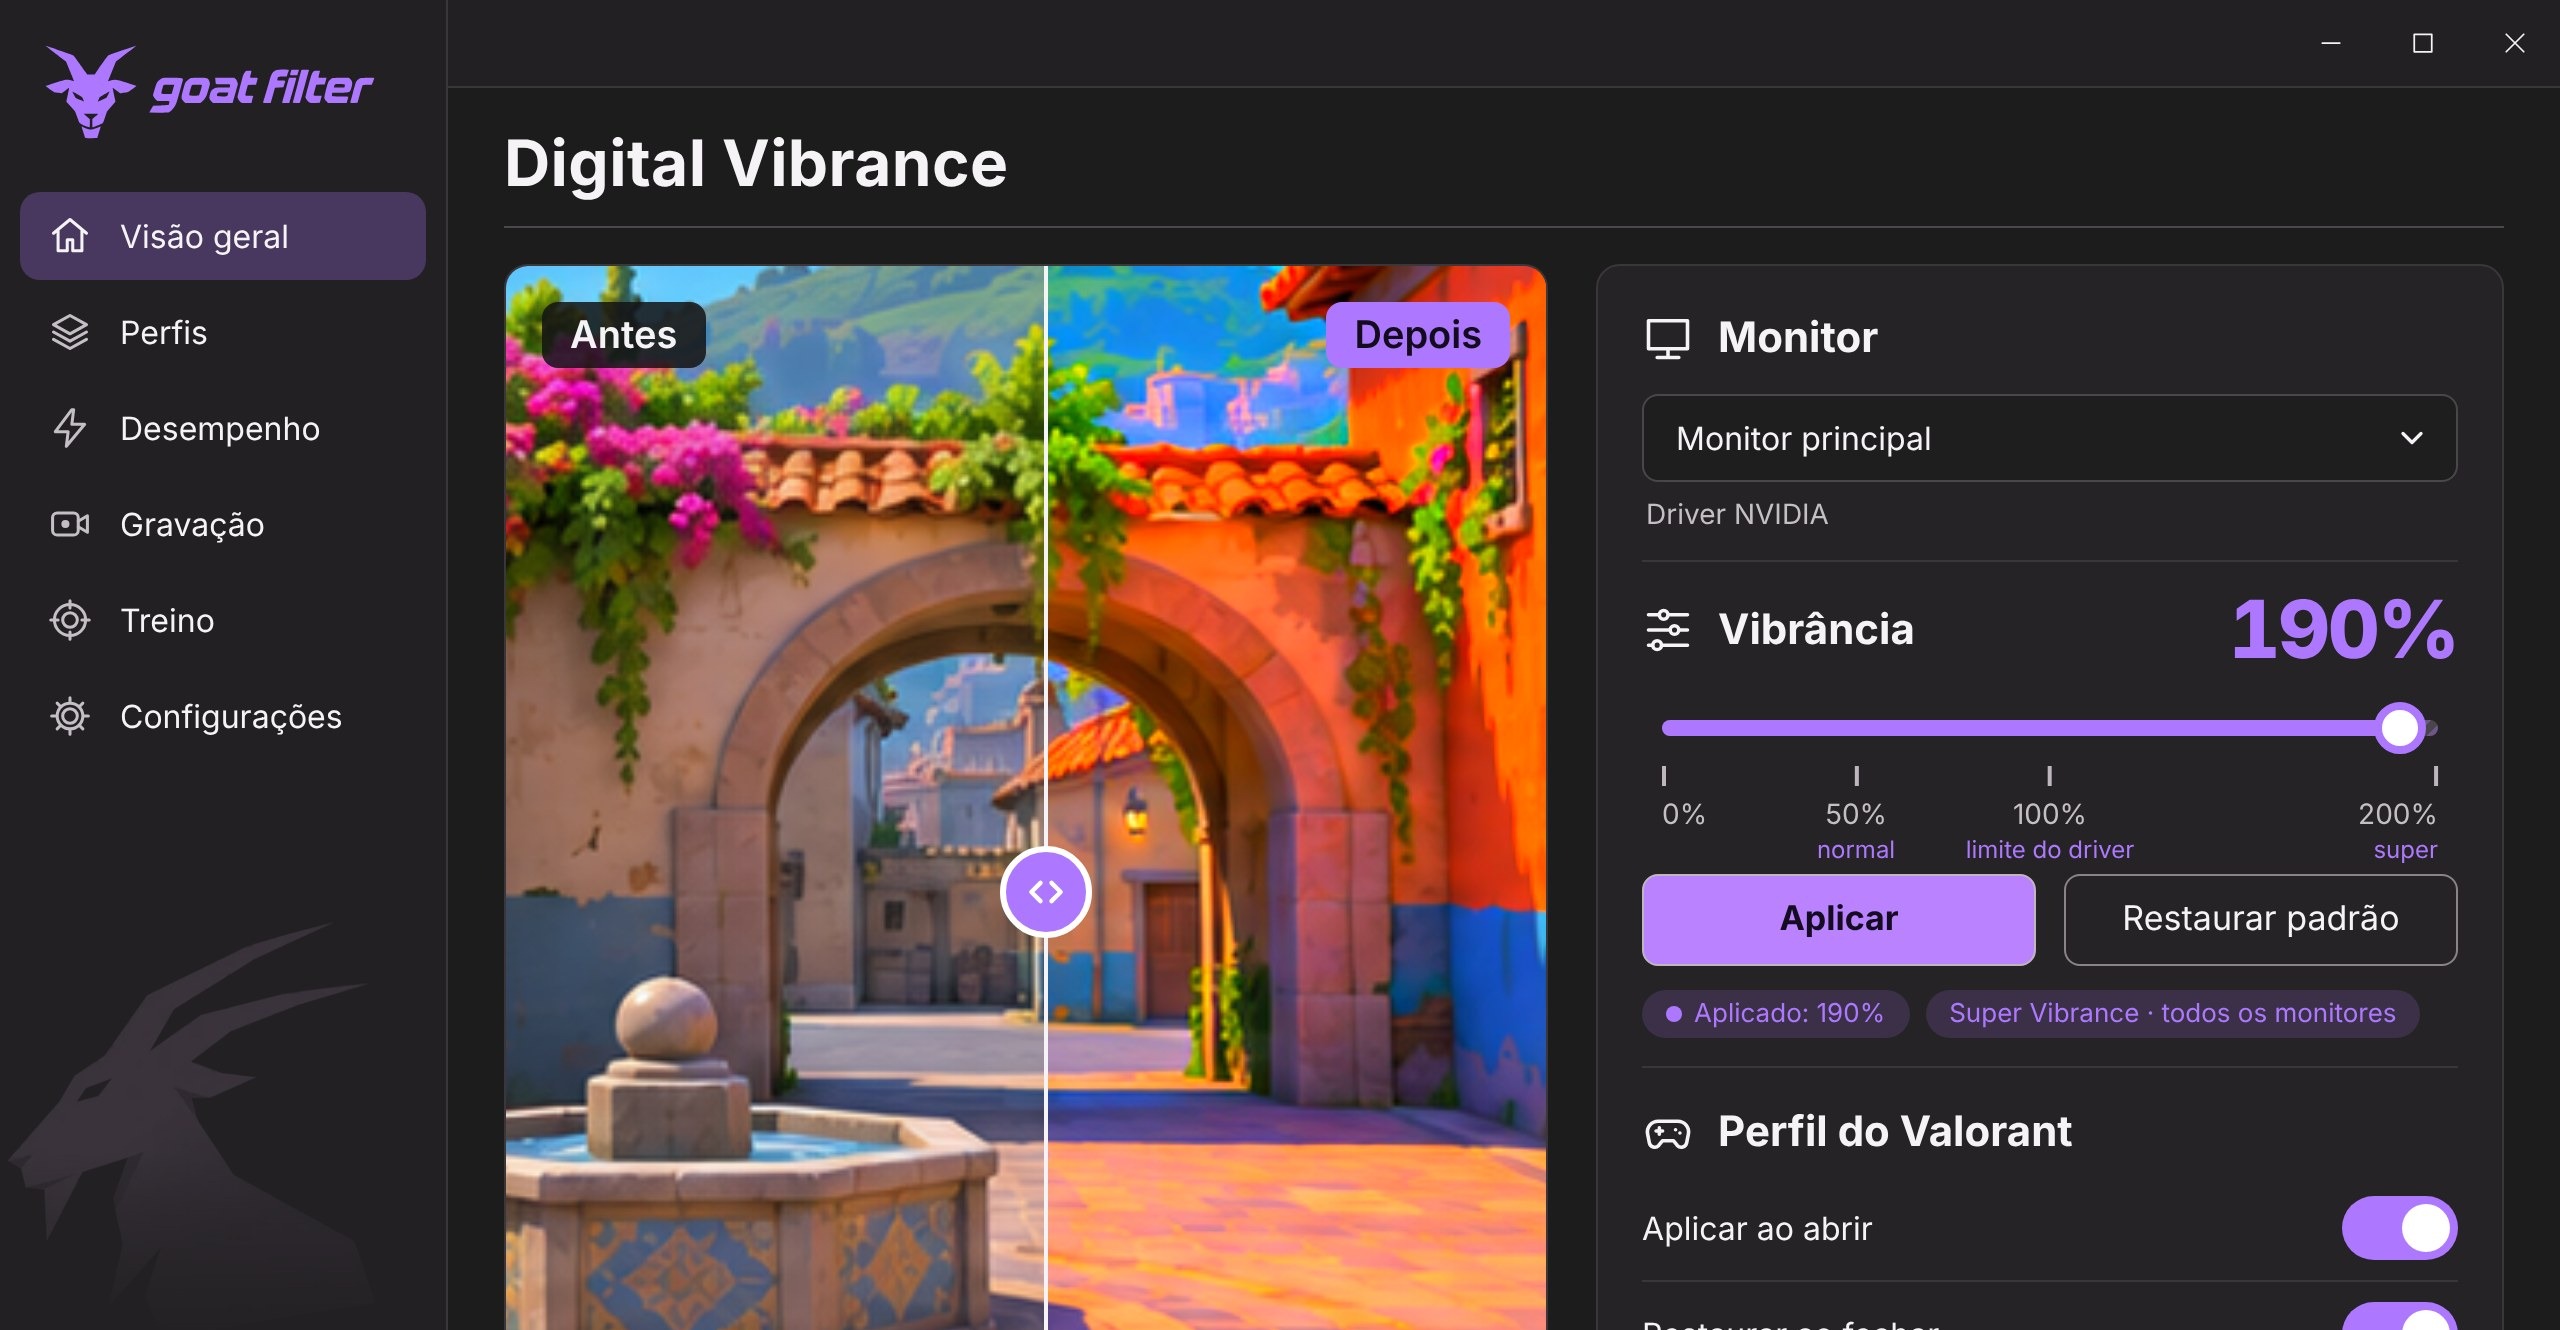 goat filter
Visão geral
Perfis
Desempenho
Gravação
Treino
Configurações
Digital Vibrance
Antes
Depois
Monitor
Monitor principal
Driver NVIDIA
Vibrância 190%
0% 50% 100% 200%
normal limite do driver super
Aplicar Restaurar padrão
Aplicado: 190% Super Vibrance · todos os monitores
Perfil do Valorant
Aplicar ao abrir